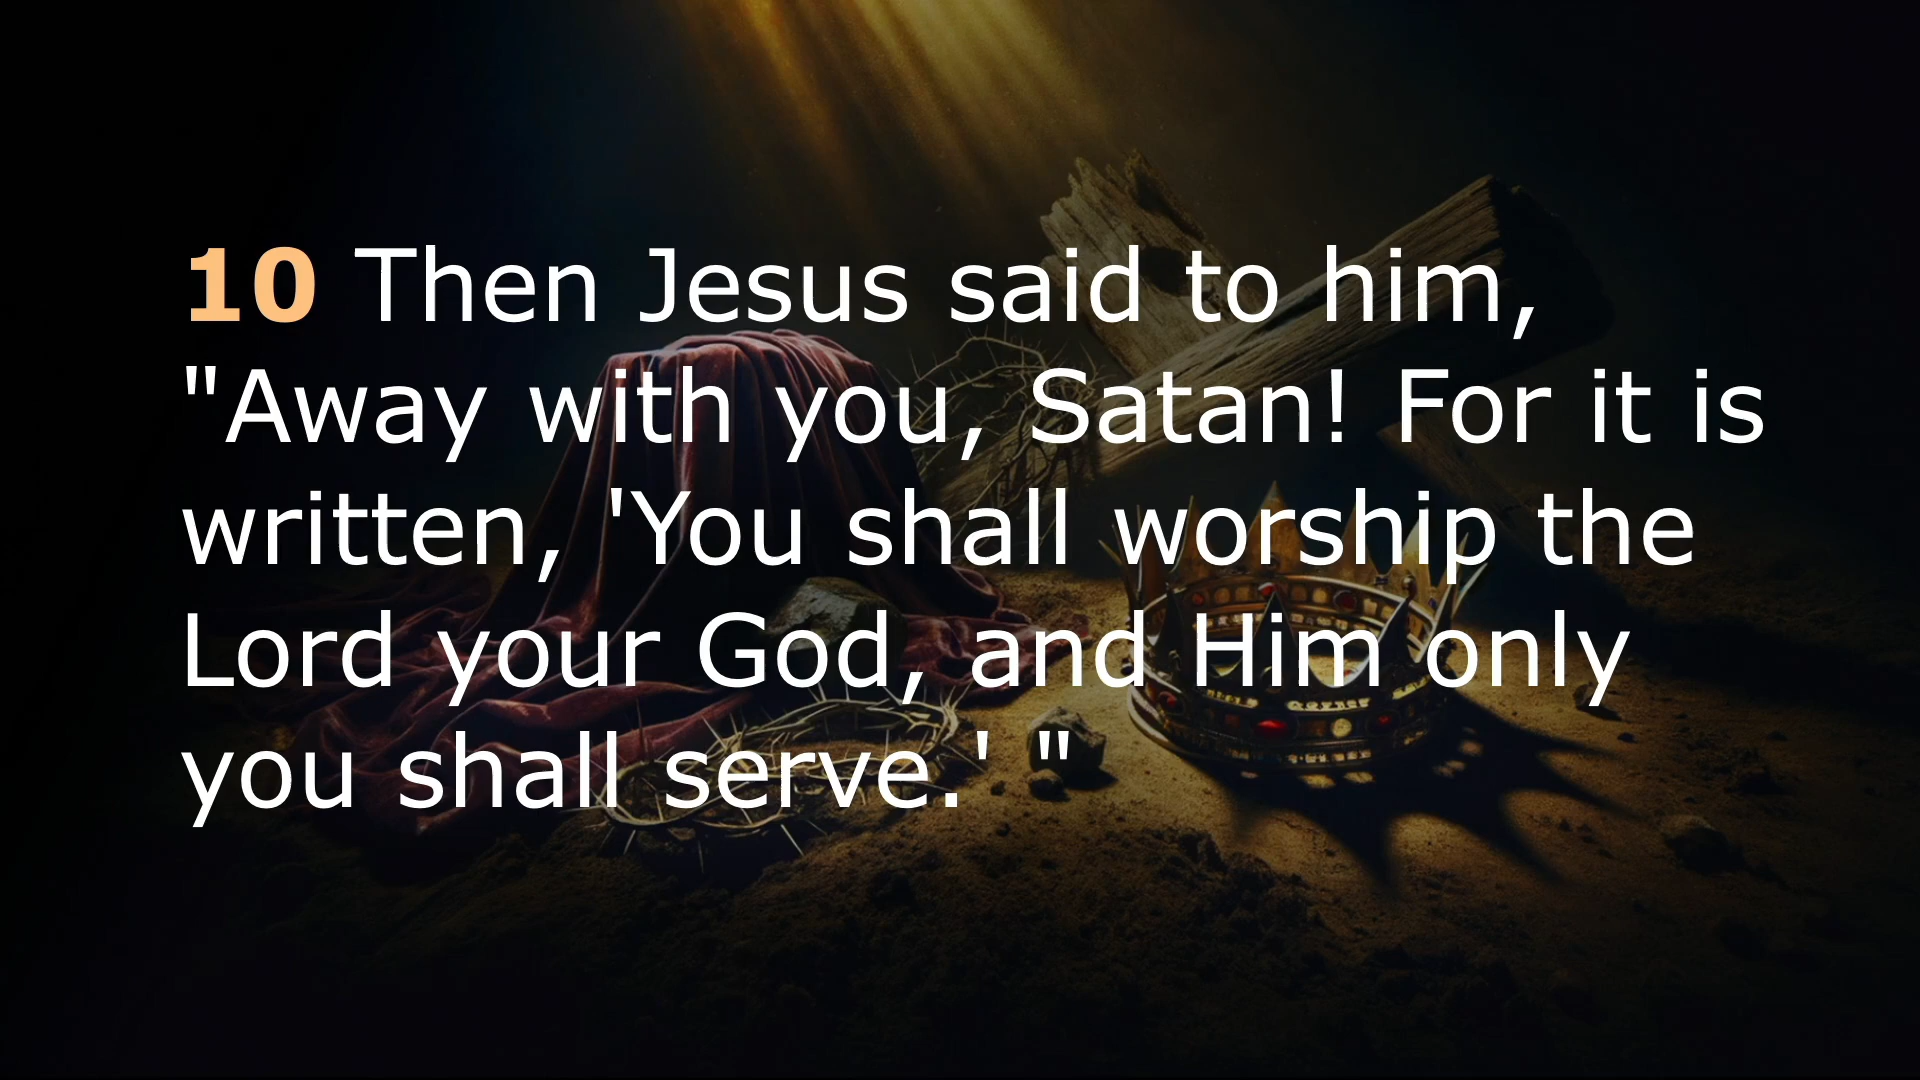 10 Then Jesus said to him,
"Away with you, Satan! For it is
written, 'You shall worship the
Lord your God, and Him only
you shall serve.' "